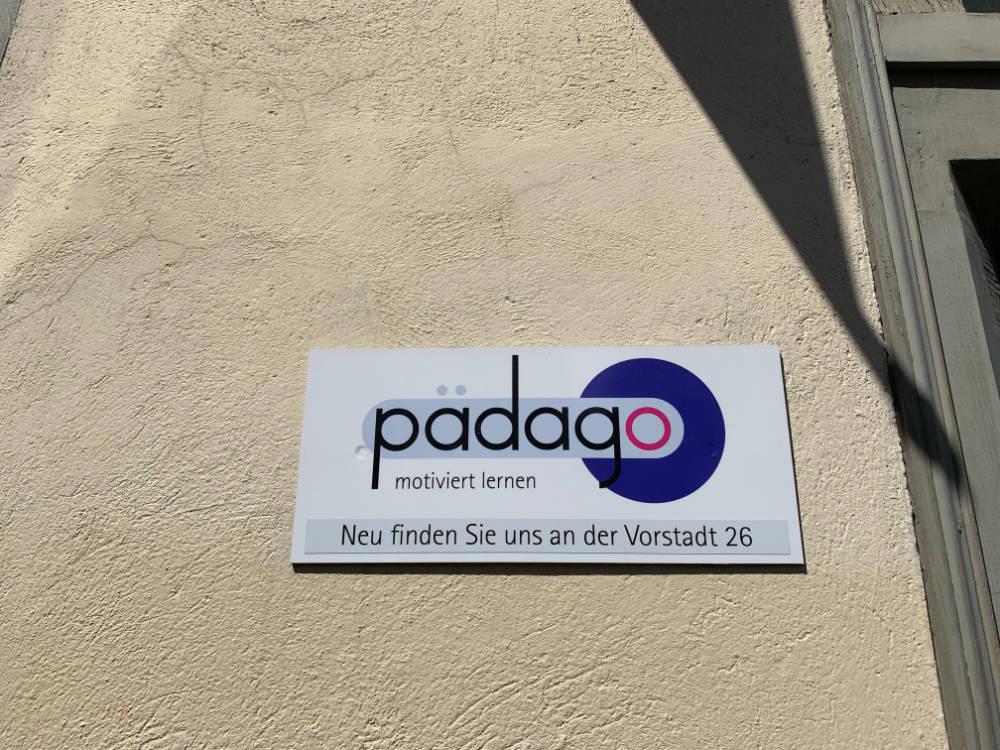 pädago
motiviert lernen
Neu finden Sie uns an der Vorstadt 26